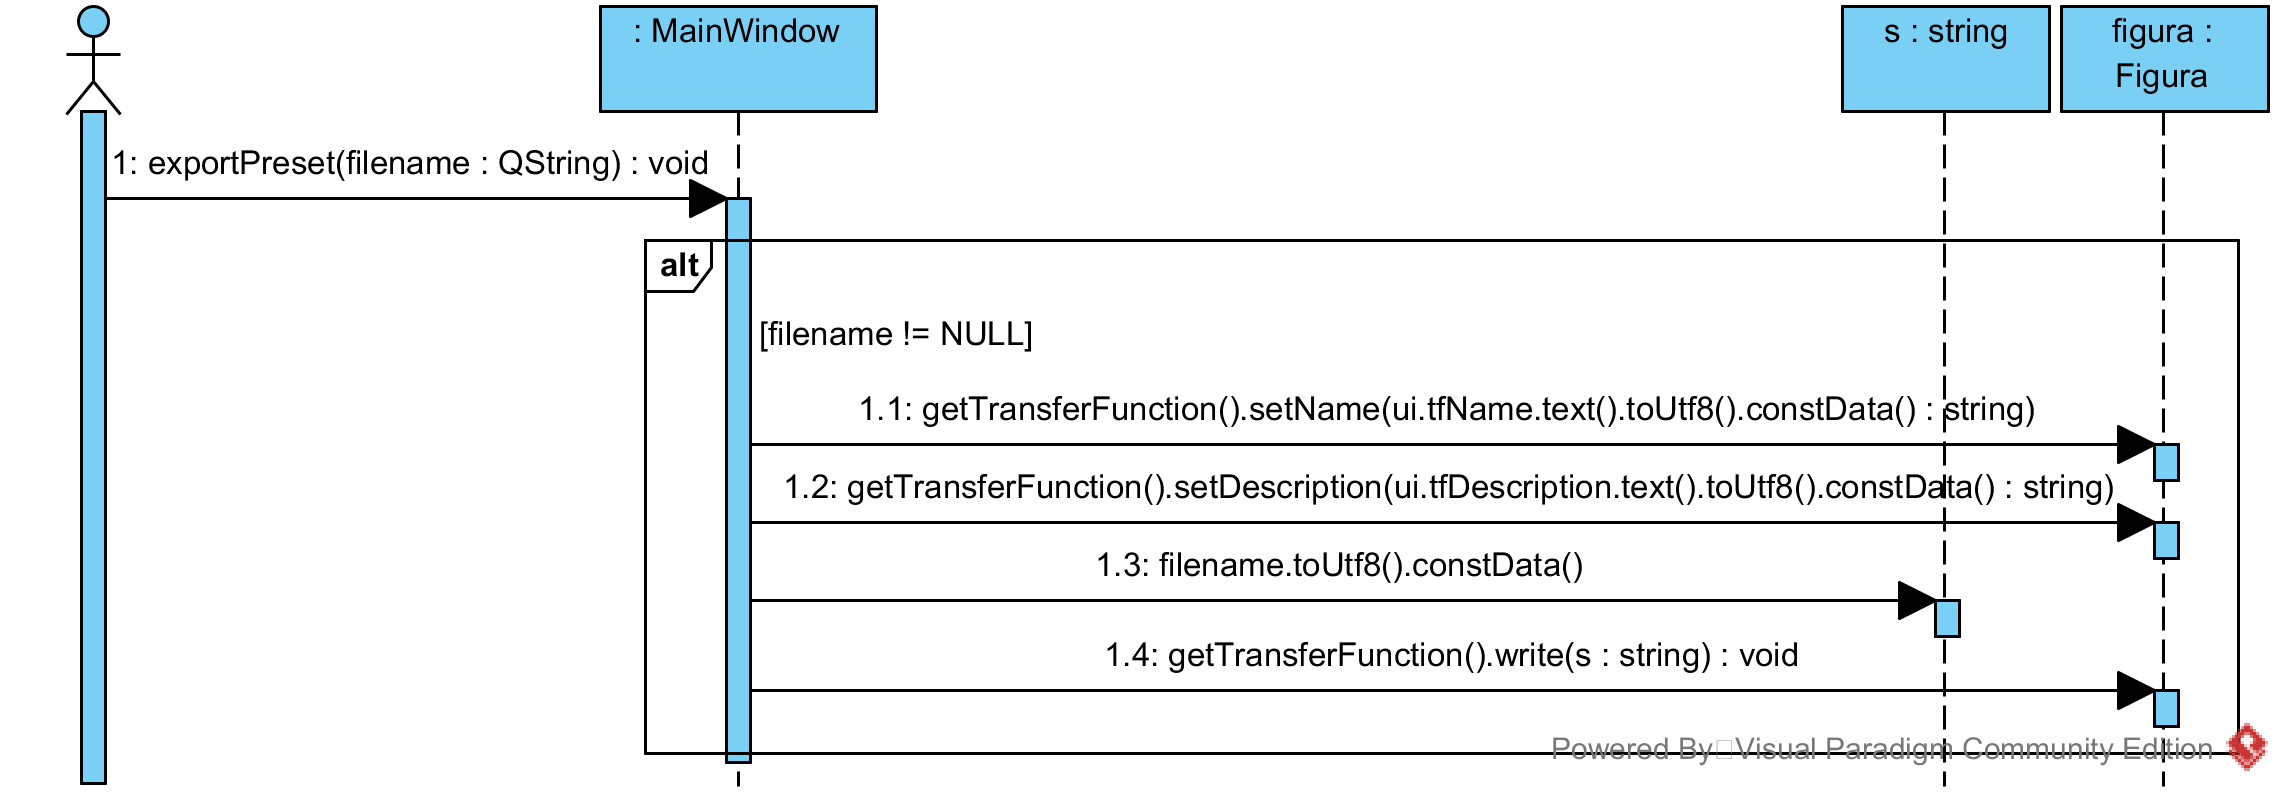 : MainWindow
s : string
figura :
Figura
1: exportPreset(filename : QString) : void
alt
[filename != NULL]
1.1: getTransferFunction().setName(ui.tfName.text().toUtf8().constData() : string)
1.2: getTransferFunction().setDescription(ui.tfDescription.text().toUtf8().constData() : string)
1.3: filename.toUtf8().constData()
1.4: getTransferFunction().write(s : string) : void
Powered By Visual Paradigm Community Edition